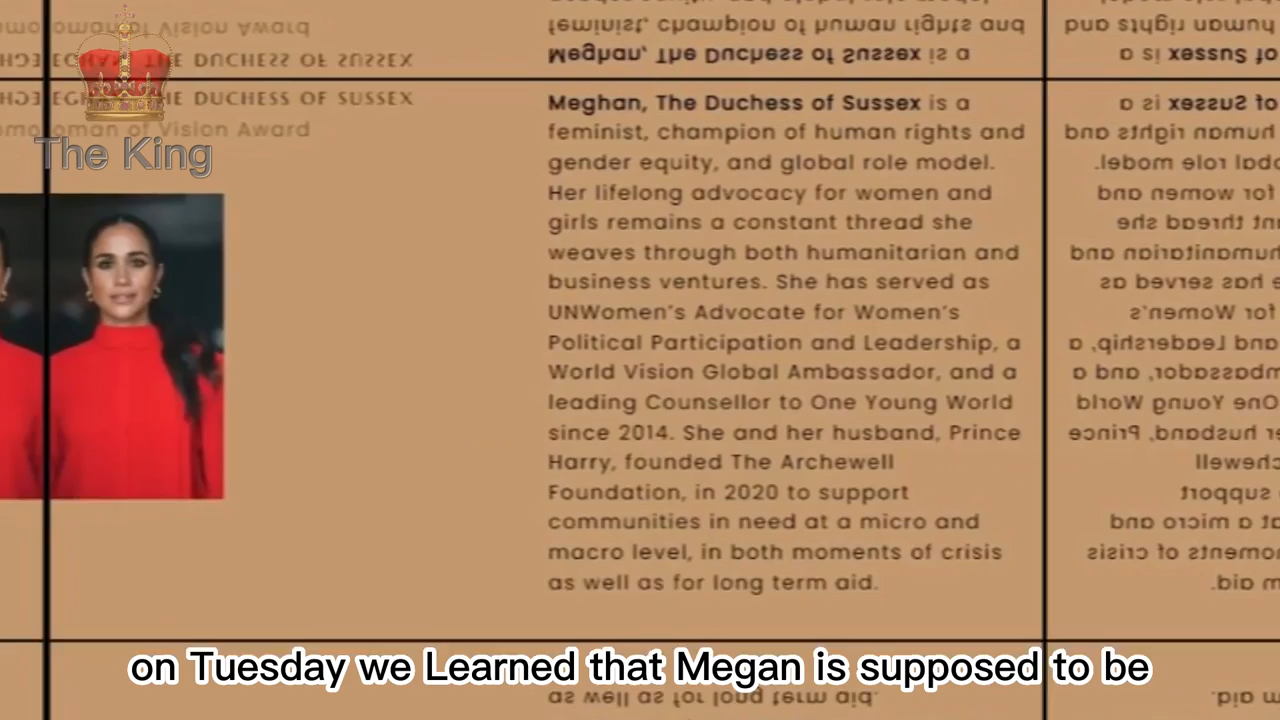 The King
THE DUCHESS OF SUSSEX
oman of Vision Award
Meghan, The Duchess of Sussex is a
feminist, champion of human rights and
gender equity, and global role model.
Her lifelong advocacy for women and
girls remains a constant thread she
weaves through both humanitarian and
business ventures. She has served as
UNWomen's Advocate for Women's
Political Participation and Leadership, a
World Vision Global Ambassador, and a
leading Counsellor to One Young World
since 2014. She and her husband, Prince
Harry, founded The Archewell
Foundation, in 2020 to support
communities in need at a micro and
macro level, in both moments of crisis
as well as for long term aid.
on Tuesday we Learned that Megan is supposed to be